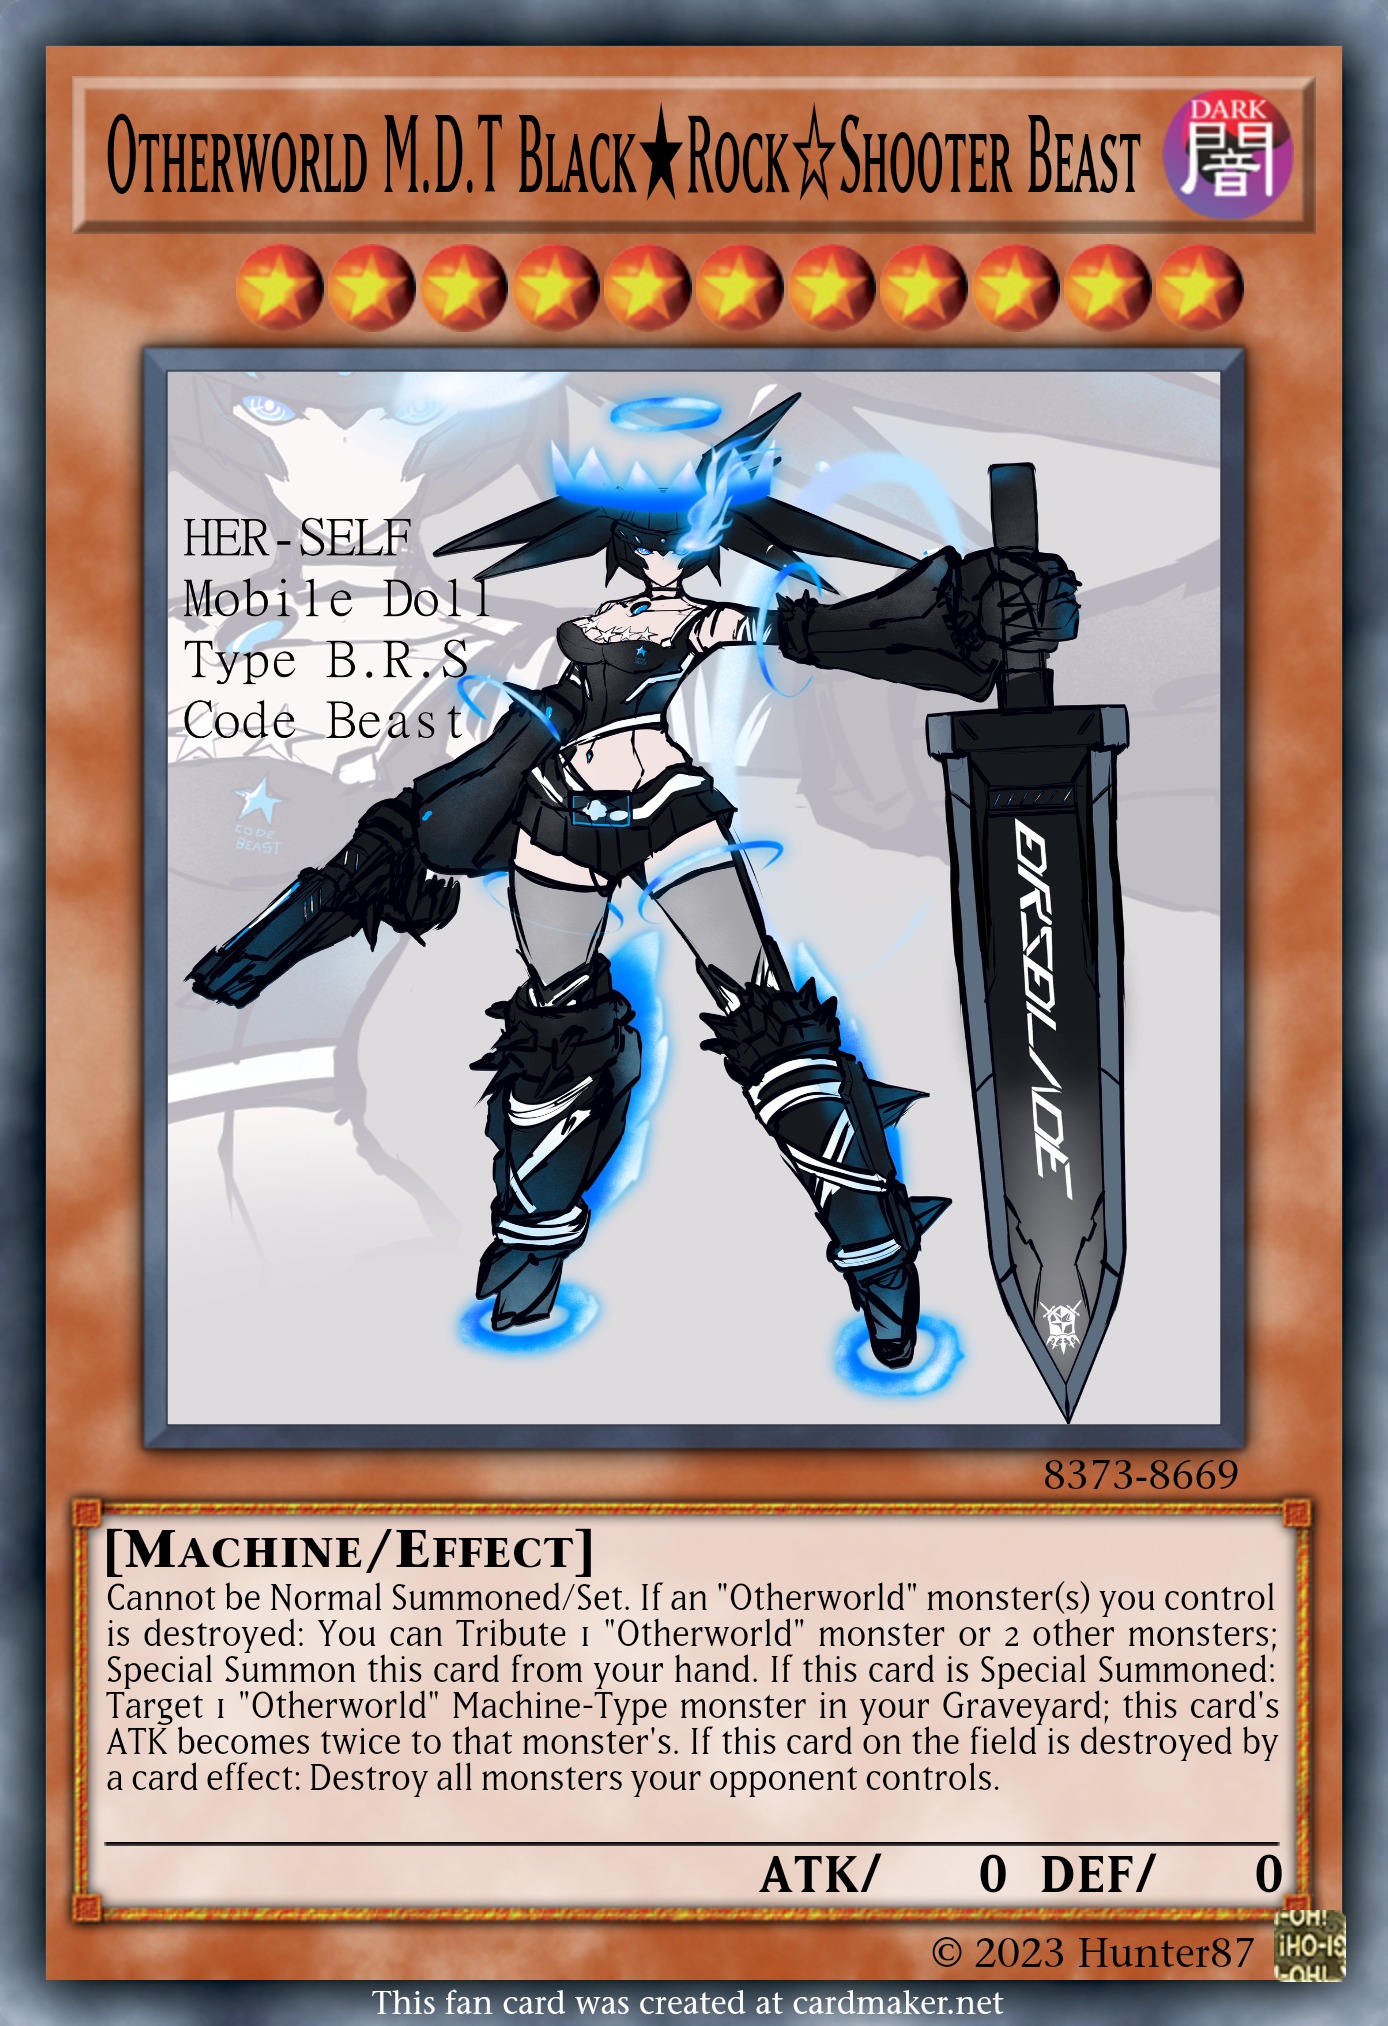 Otherworld M.D.T Black★Rock☆Shooter Beast
DARK
闇
HER-SELF
Mobile Doll
Type B.R.S
Code Beast
CODE
BEAST
BRSBLADE
8373-8669
[Machine/Effect]
Cannot be Normal Summoned/Set. If an "Otherworld" monster(s) you control
is destroyed: You can Tribute 1 "Otherworld" monster or 2 other monsters;
Special Summon this card from your hand. If this card is Special Summoned:
Target 1 "Otherworld" Machine-Type monster in your Graveyard; this card's
ATK becomes twice to that monster's. If this card on the field is destroyed by
a card effect: Destroy all monsters your opponent controls.
ATK/ 0 DEF/ 0
© 2023 Hunter87
This fan card was created at cardmaker.net